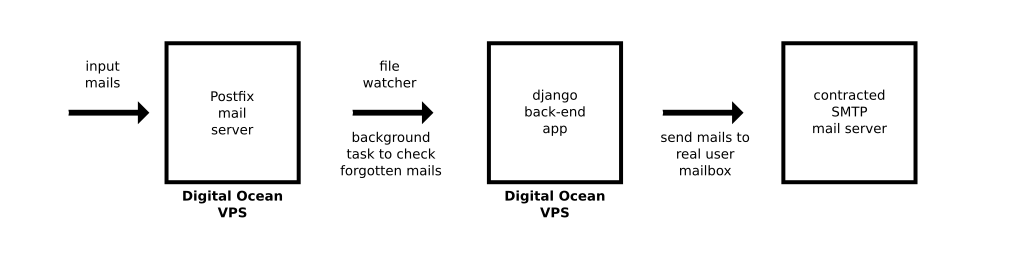 input
mails
Postfix
mail
server
Digital Ocean
VPS
file
watcher
background
task to check
forgotten mails
django
back-end
app
Digital Ocean
VPS
send mails to
real user
mailbox
contracted
SMTP
mail server